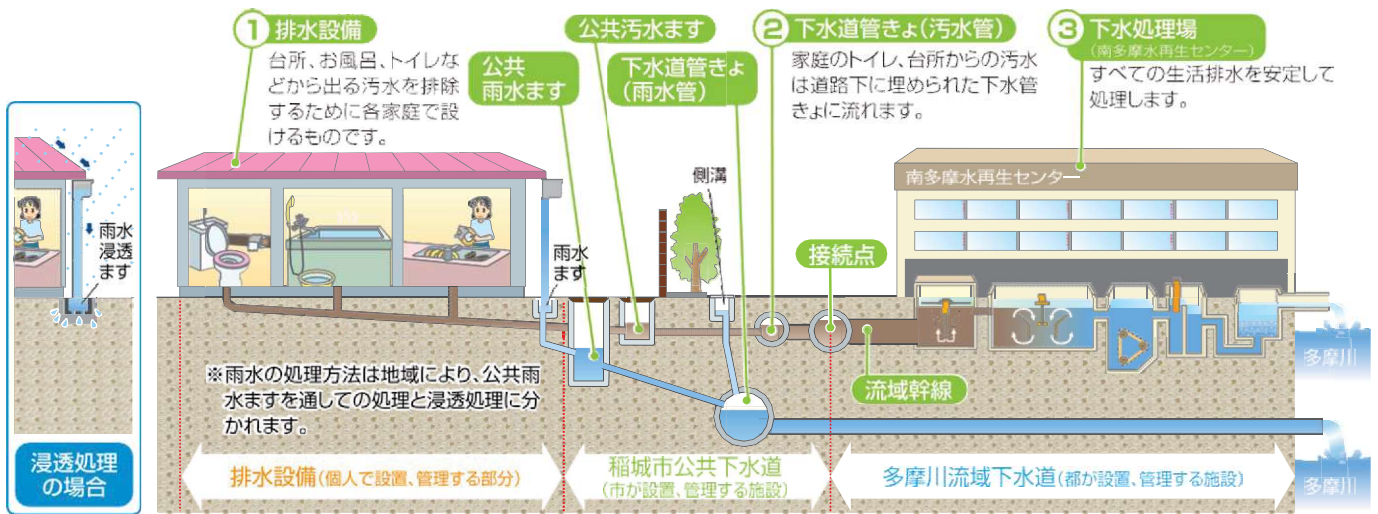 1 排水設備
台所、お風呂、トイレな
どから出る汚水を排除
するために各家庭で設
けるものです。
公共
雨水ます
公共汚水ます
下水道管きょ
(雨水管)
2 下水道管きょ(汚水管)
家庭のトイレ、台所からの汚水
は道路下に埋められた下水管
きょに流れます。
3 下水処理場
(南多摩水再生センター)
すべての生活排水を安定して
処理します。
雨水
浸透
ます
浸透処理
の場合
雨水
ます
側溝
接続点
南多摩水再生センター
流域幹線
多摩川
多摩川
※雨水の処理方法は地域により、公共雨
水ますを通しての処理と浸透処理に分
かれます。
排水設備(個人で設置、管理する部分)
稲城市公共下水道
(市が設置、管理する施設)
多摩川流域下水道(都が設置、管理する施設)